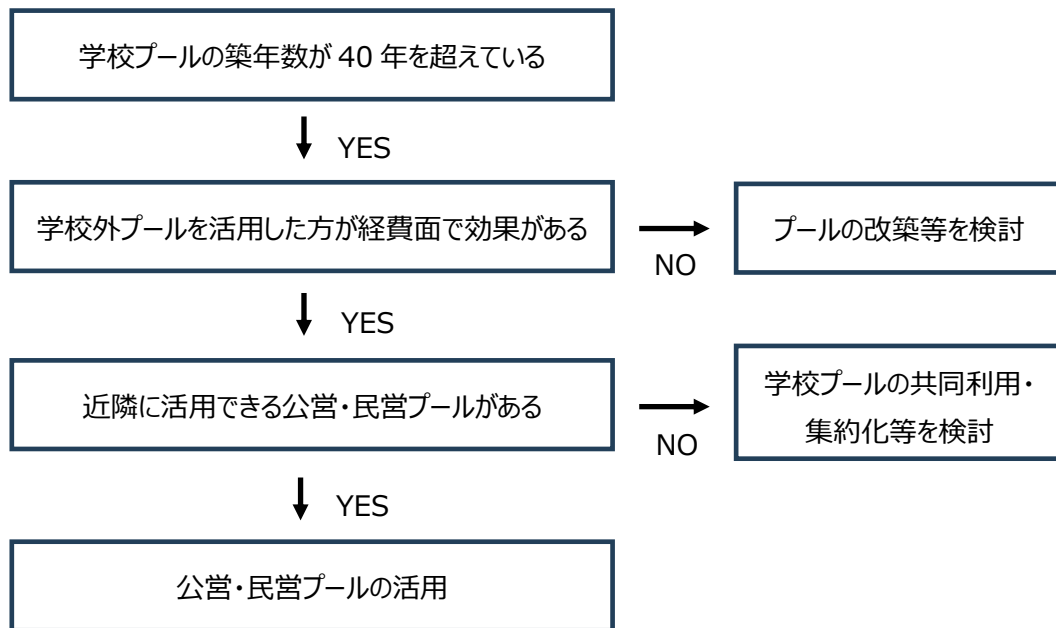 学校プールの築年数が 40 年を超えている
YES
学校外プールを活用した方が経費面で効果がある
NO
プールの改築等を検討
YES
近隣に活用できる公営・民営プールがある
NO
学校プールの共同利用・
集約化等を検討
YES
公営・民営プールの活用